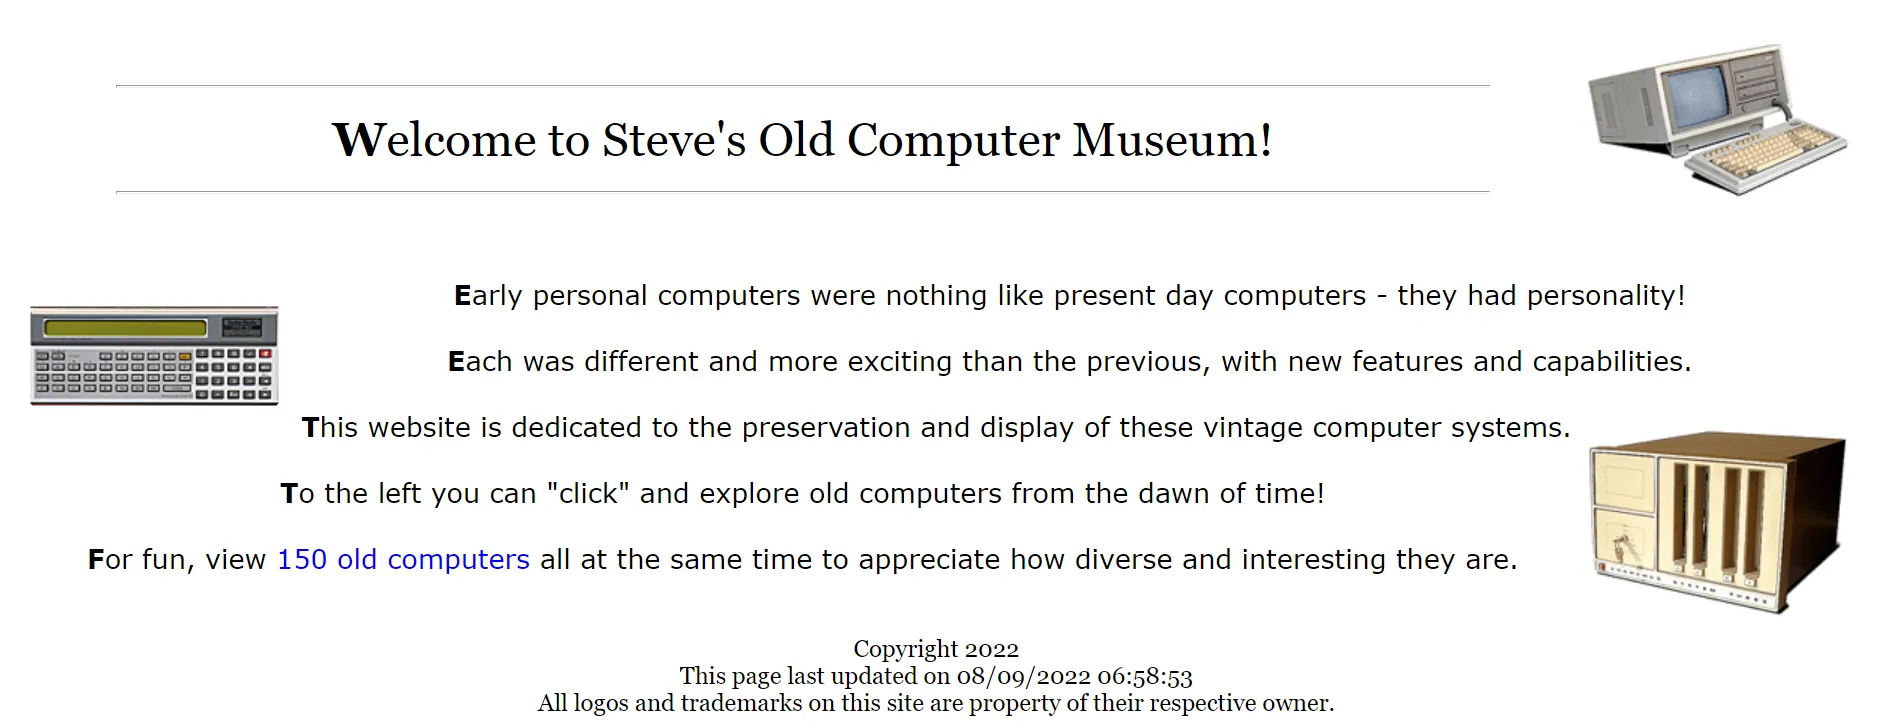 Welcome to Steve's Old Computer Museum!
Early personal computers were nothing like present day computers - they had personality!
Each was different and more exciting than the previous, with new features and capabilities.
This website is dedicated to the preservation and display of these vintage computer systems.
To the left you can "click" and explore old computers from the dawn of time!
For fun, view 150 old computers all at the same time to appreciate how diverse and interesting they are.
Copyright 2022
This page last updated on 08/09/2022 06:58:53
All logos and trademarks on this site are property of their respective owner.